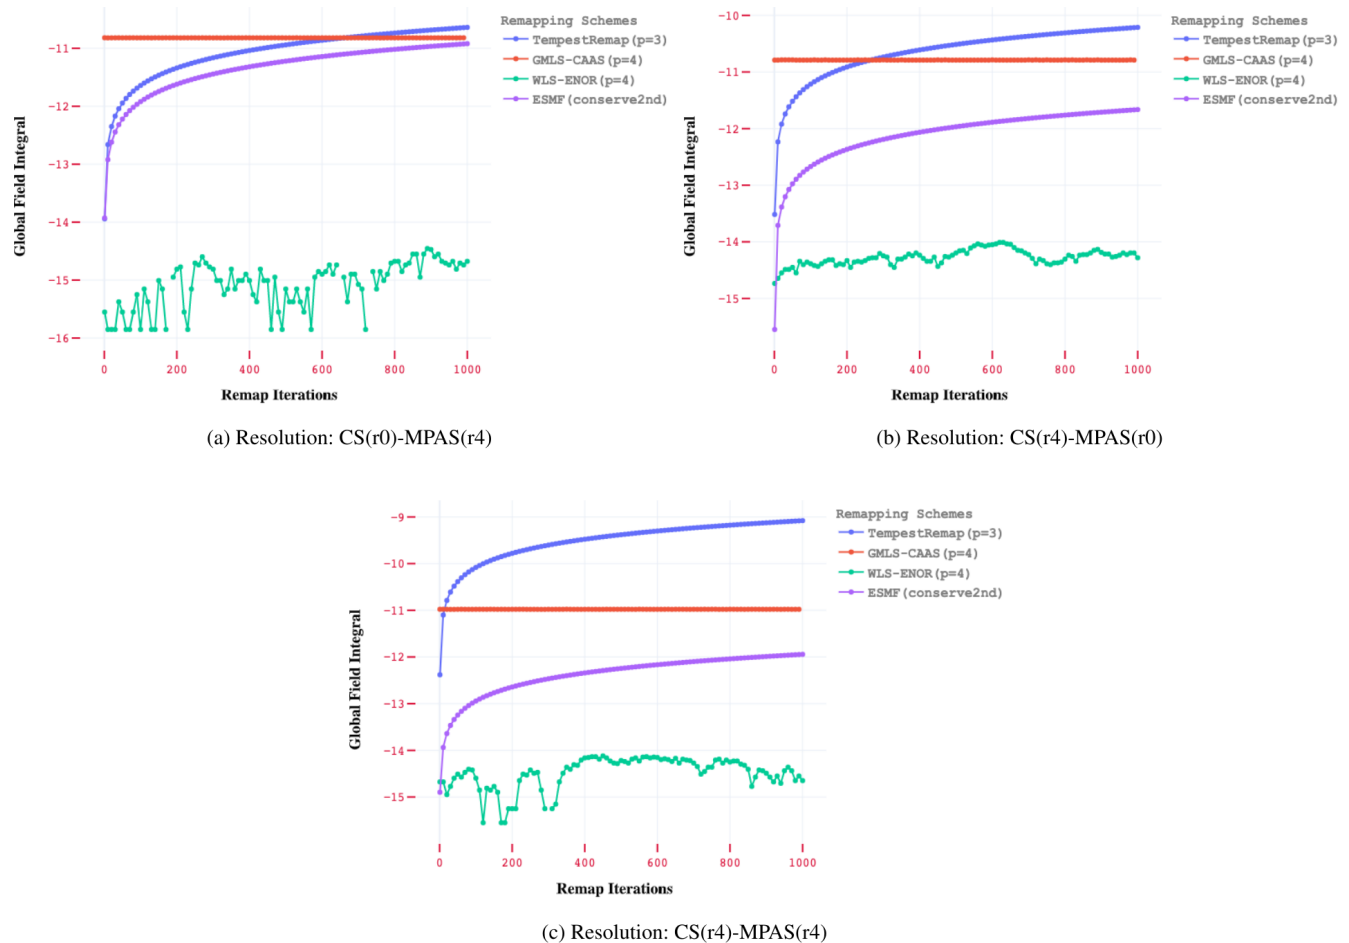 Remapping Schemes
TempestRemap(p=3)
GMLS-CAAS(p=4)
WLS-ENOR(p=4)
ESMF(conserve2nd)
Global Field Integral
−11
−12
−13
−14
−15
−16
0 200 400 600 800 1000
Remap Iterations
(a) Resolution: CS(r0)-MPAS(r4)
Remapping Schemes
TempestRemap(p=3)
GMLS-CAAS(p=4)
WLS-ENOR(p=4)
ESMF(conserve2nd)
Global Field Integral
−10
−11
−12
−13
−14
−15
0 200 400 600 800 1000
Remap Iterations
(b) Resolution: CS(r4)-MPAS(r0)
Remapping Schemes
TempestRemap(p=3)
GMLS-CAAS(p=4)
WLS-ENOR(p=4)
ESMF(conserve2nd)
Global Field Integral
−9
−10
−11
−12
−13
−14
−15
0 200 400 600 800 1000
Remap Iterations
(c) Resolution: CS(r4)-MPAS(r4)